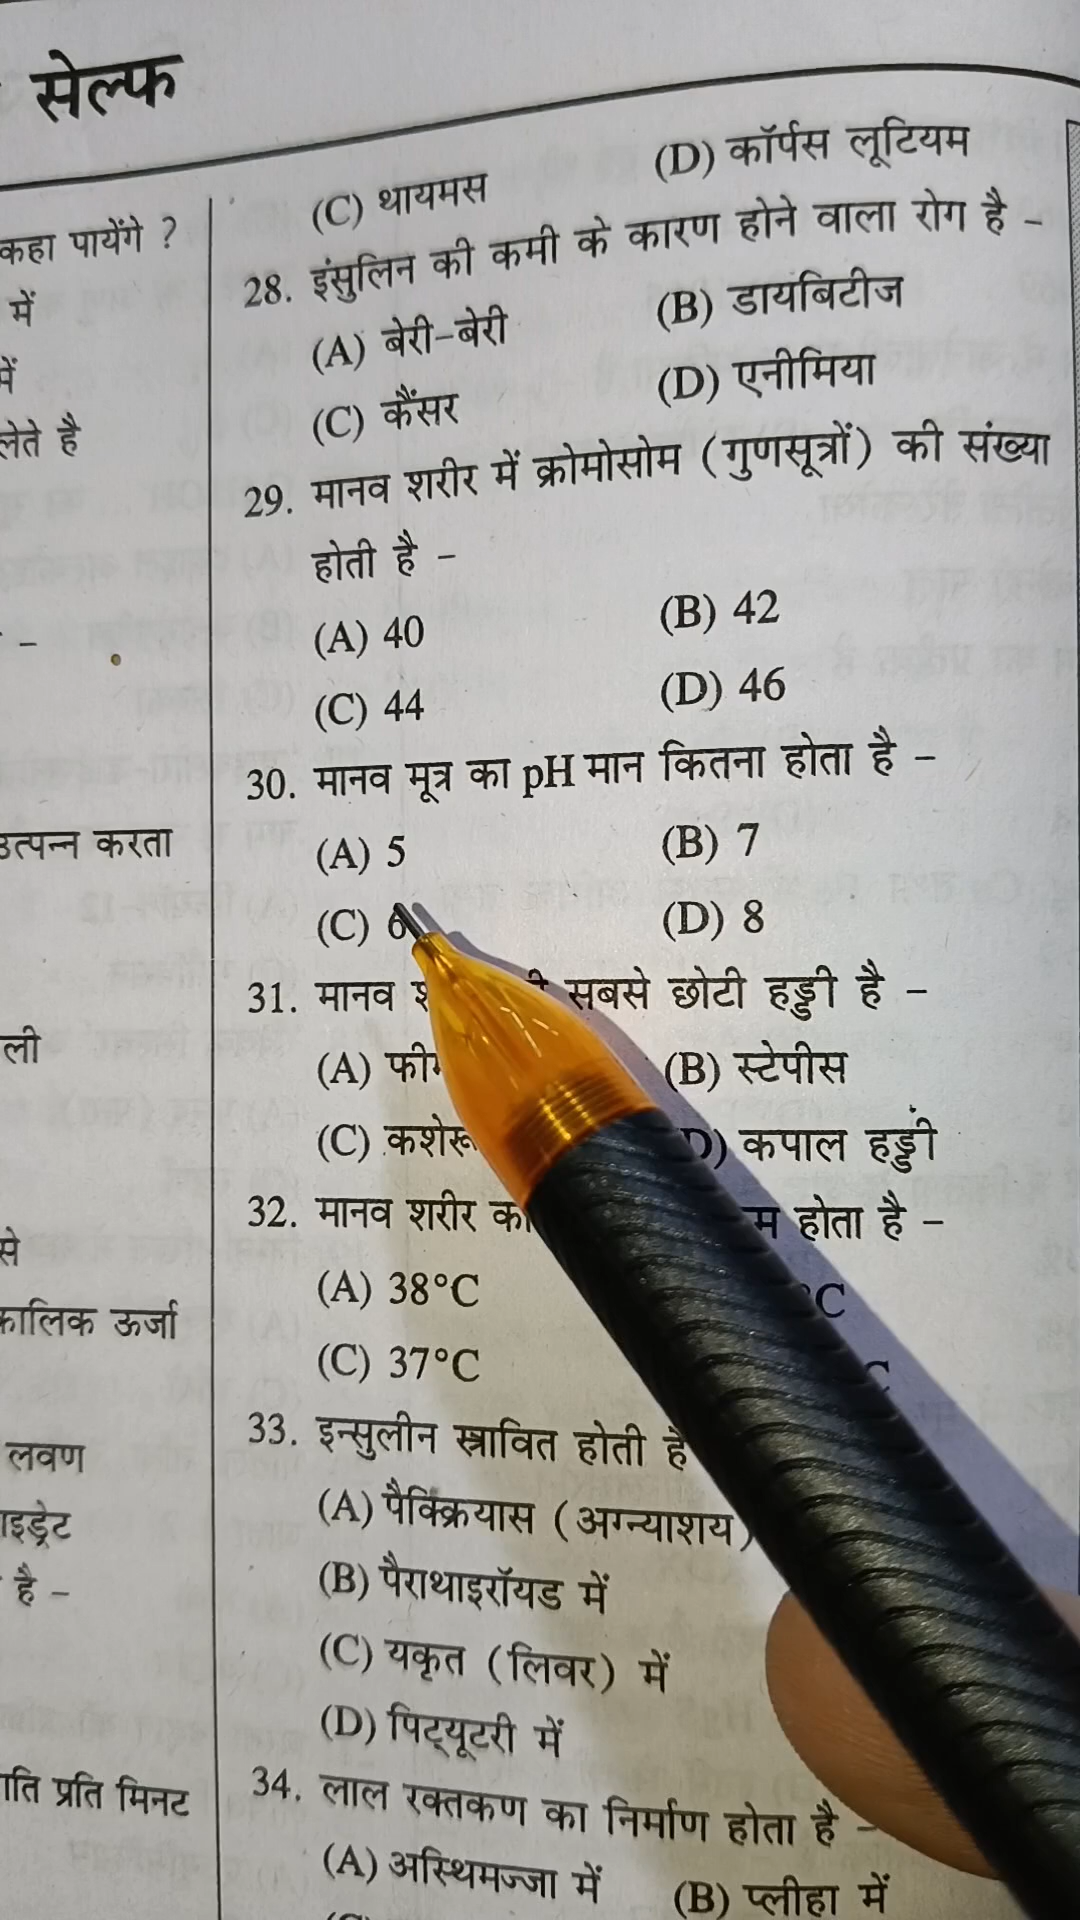 सेल्फ
कहा पायेंगे ?
में
में
लेते है
-
उत्पन्न करता
ली
से
कालिक ऊर्जा
लवण
है -
प्रति मिनट
(C) थायमस (D) कॉर्पस लूटियम
28. इंसुलिन की कमी के कारण होने वाला रोग है -
(A) बेरी-बेरी (B) डायबिटीज
(C) कैंसर (D) एनीमिया
29. मानव शरीर में क्रोमोसोम (गुणसूत्रों) की संख्या
होती है -
(A) 40 (B) 42
(C) 44 (D) 46
30. मानव मूत्र का pH मान कितना होता है -
(A) 5 (B) 7
(C) 6 (D) 8
31. मानव सबसे छोटी हड्डी है -
(A) (B) स्टेपीस
(C) D) कपाल हड्डीं
32. मानव शरीर का होता है -
(A) 38°C °C
(C) 37°C C
33. इन्सुलीन स्त्रावित होती है
(A) पैक्रियास (अग्न्याशय)
(B) पैराथाइरॉयड में
(C) यकृत (लिवर) में
(D) पिट्यूटरी में
34. लाल रक्तकण का निर्माण होता है -
(A) अस्थिमज्जा में (B) प्लीहा में